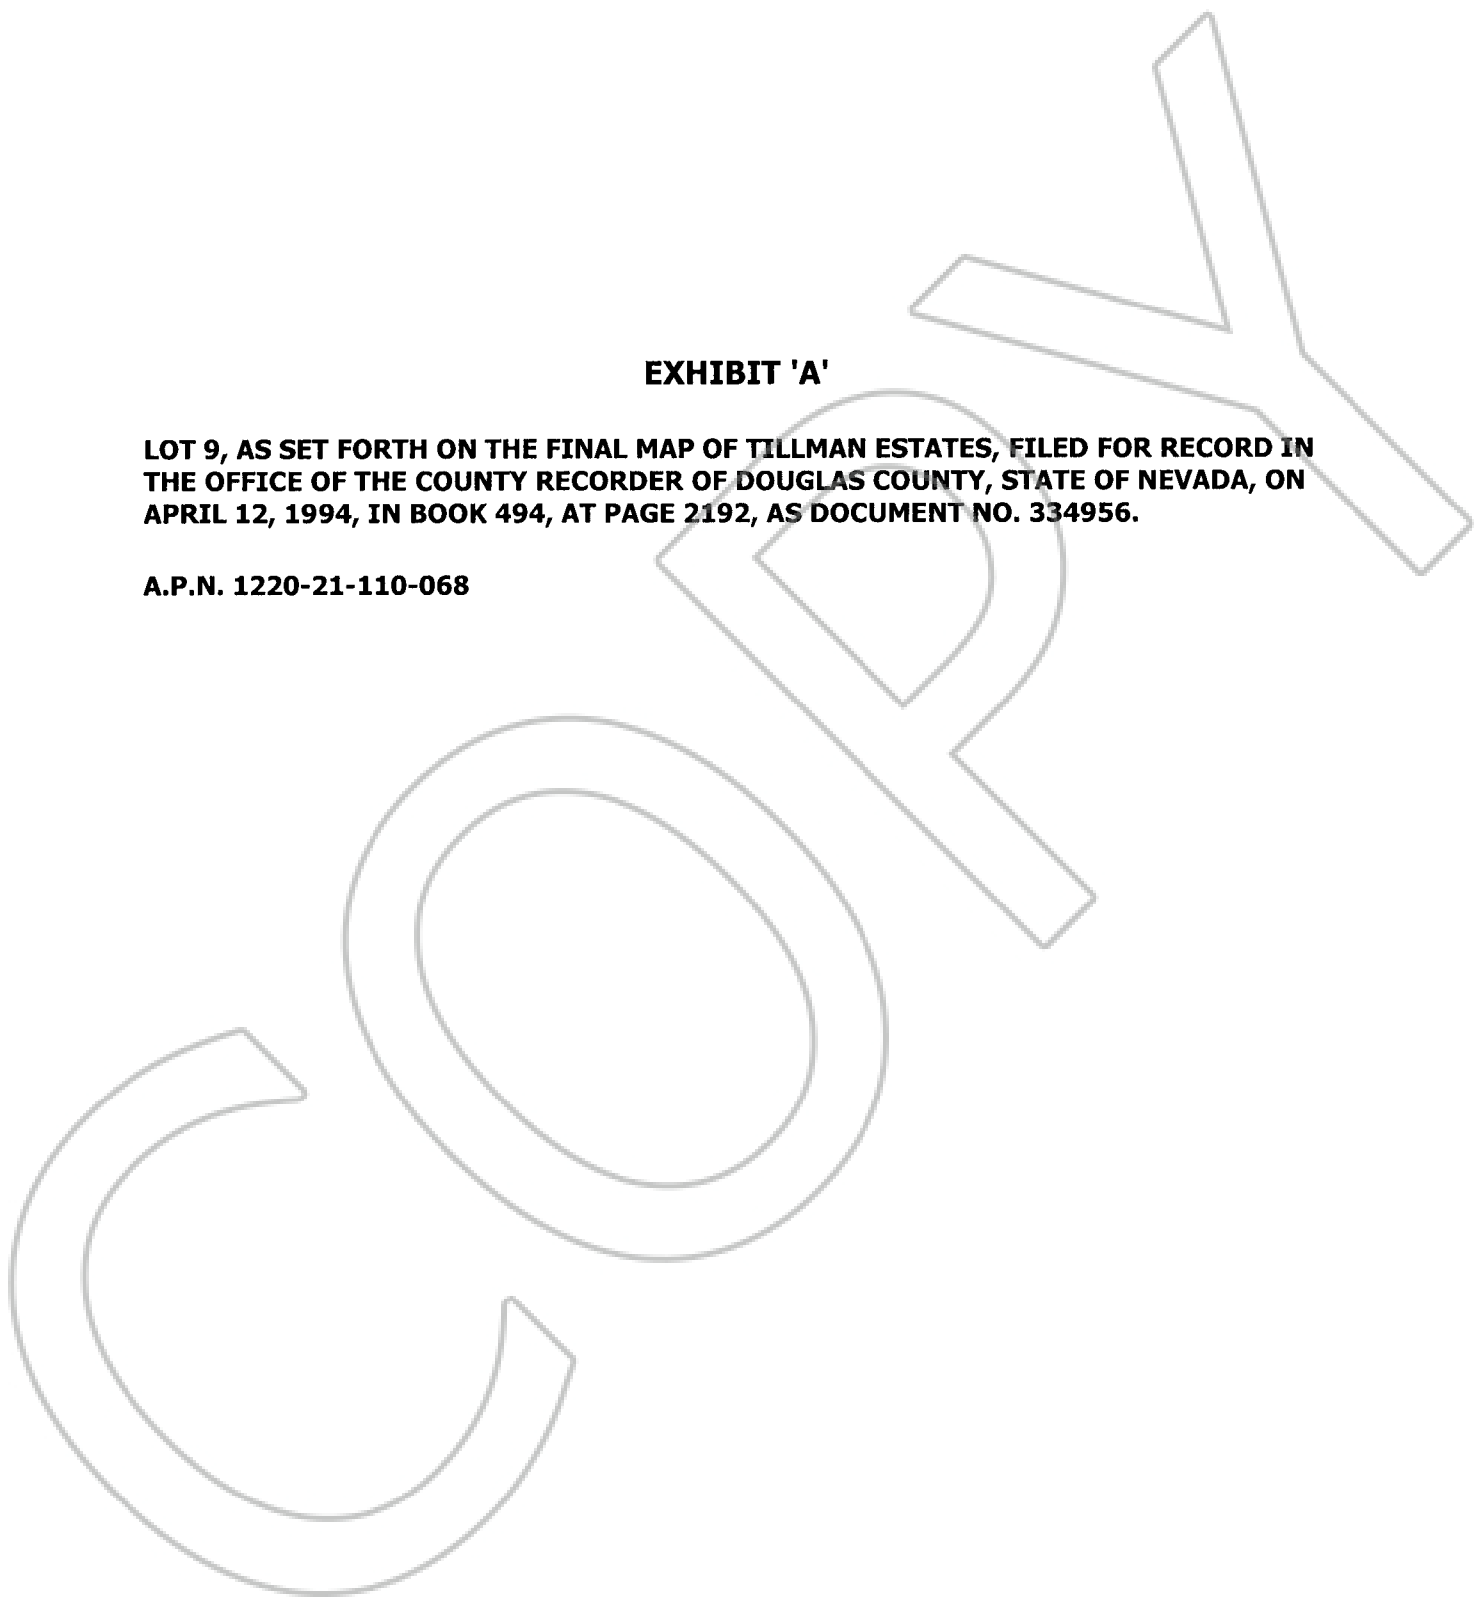 EXHIBIT 'A'
LOT 9, AS SET FORTH ON THE FINAL MAP OF TILLMAN ESTATES, FILED FOR RECORD IN
THE OFFICE OF THE COUNTY RECORDER OF DOUGLAS COUNTY, STATE OF NEVADA, ON
APRIL 12, 1994, IN BOOK 494, AT PAGE 2192, AS DOCUMENT NO. 334956.
A.P.N. 1220-21-110-068
COPY